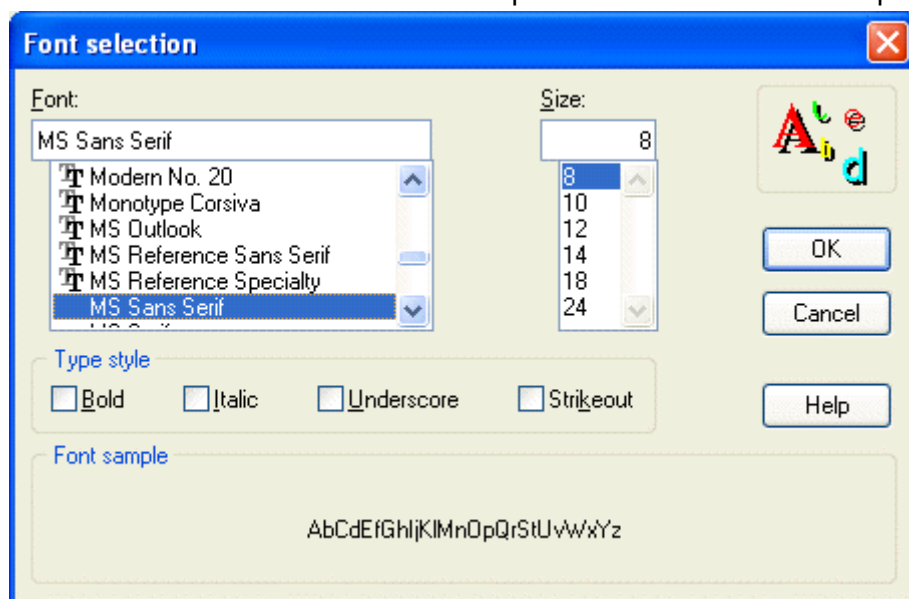 Font selection
Font:
Size:
MS Sans Serif
8
Modern No. 20
Monotype Corsiva
MS Outlook
MS Reference Sans Serif
MS Reference Specialty
MS Sans Serif
8
10
12
14
18
24
A t e b d
OK
Cancel
Help
Type style
Bold Italic Underscore Strikeout
Font sample
AbCdEfGhIjKlMnOpQrStUvWxYz